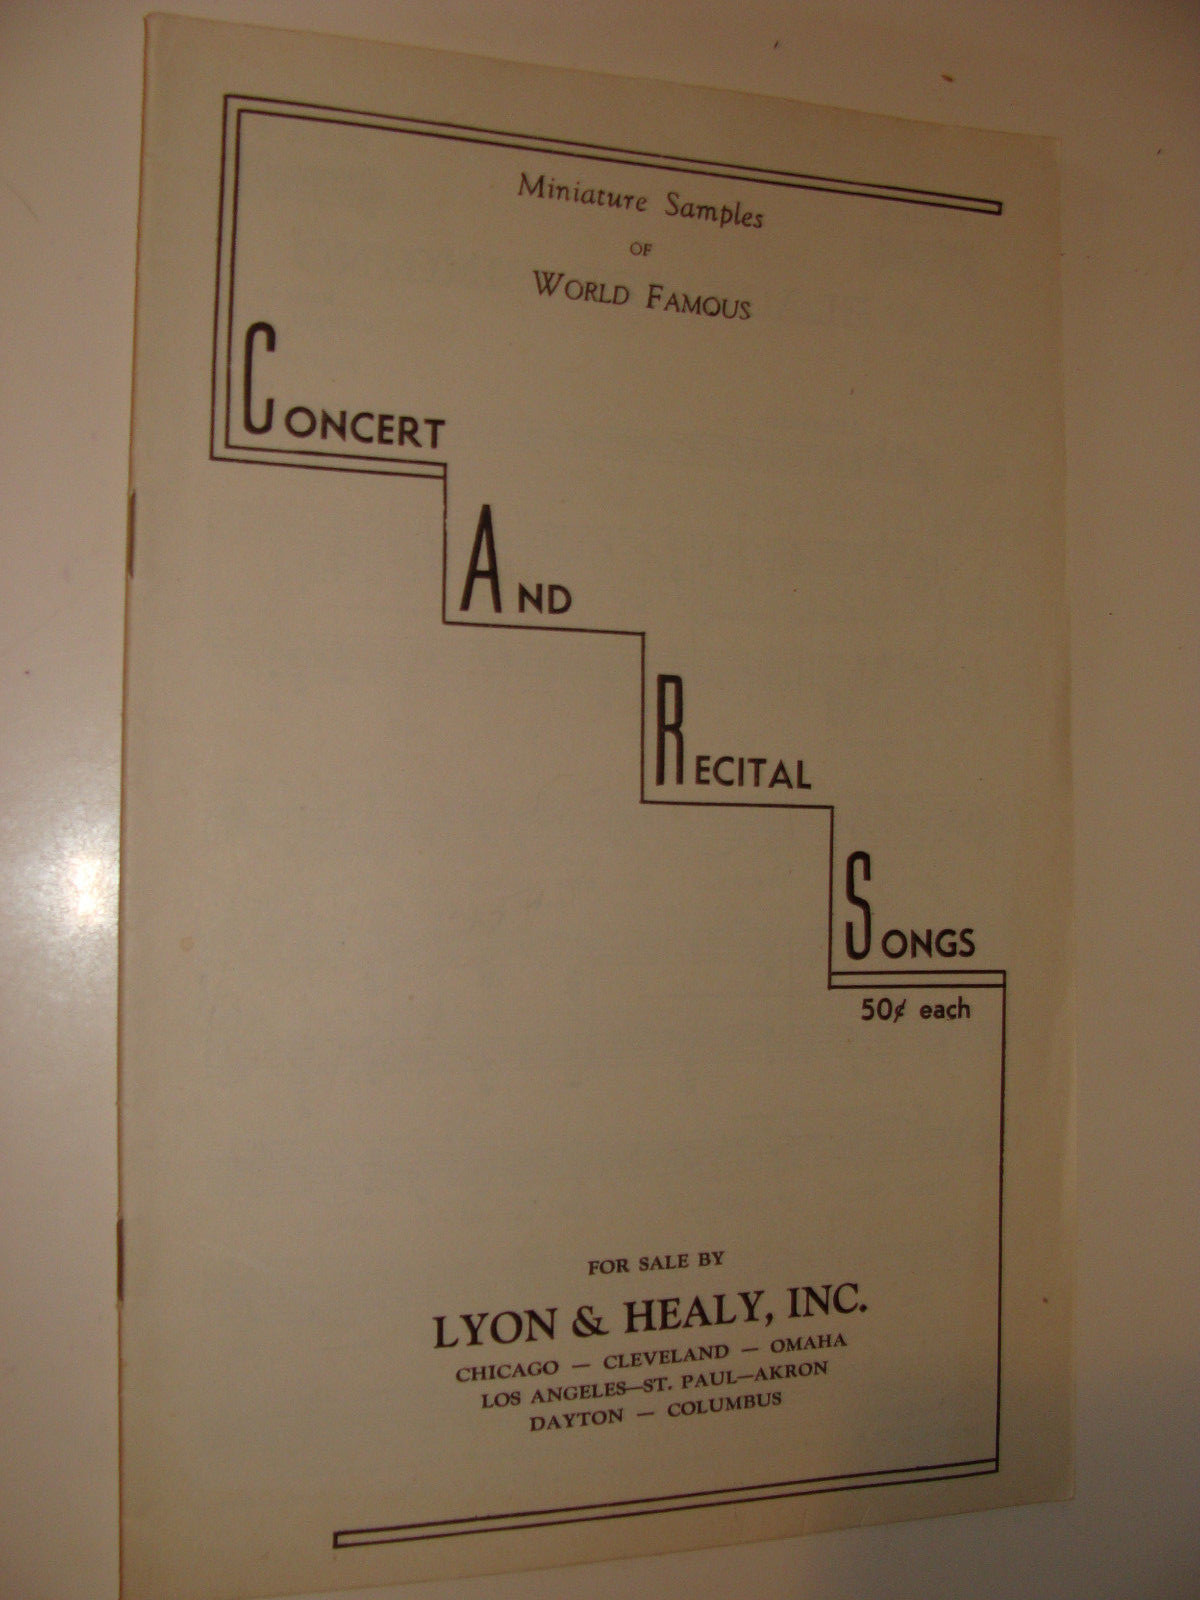 Miniature Samples
OF
WORLD FAMOUS
CONCERT
AND
RECITAL
SONGS
50¢ each
FOR SALE BY
LYON & HEALY, INC.
CHICAGO — CLEVELAND — OMAHA
LOS ANGELES—ST. PAUL—AKRON
DAYTON — COLUMBUS